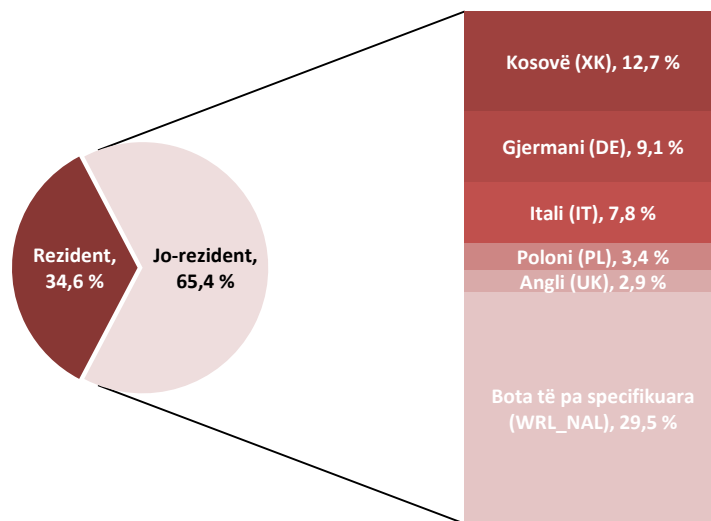 Kosovë (XK), 12,7 %
Gjermani (DE), 9,1 %
Itali (IT), 7,8 %
Poloni (PL), 3,4 %
Angli (UK), 2,9 %
Bota të pa specifikuara
(WRL_NAL), 29,5 %
Rezident,
34,6 %
Jo-rezident,
65,4 %